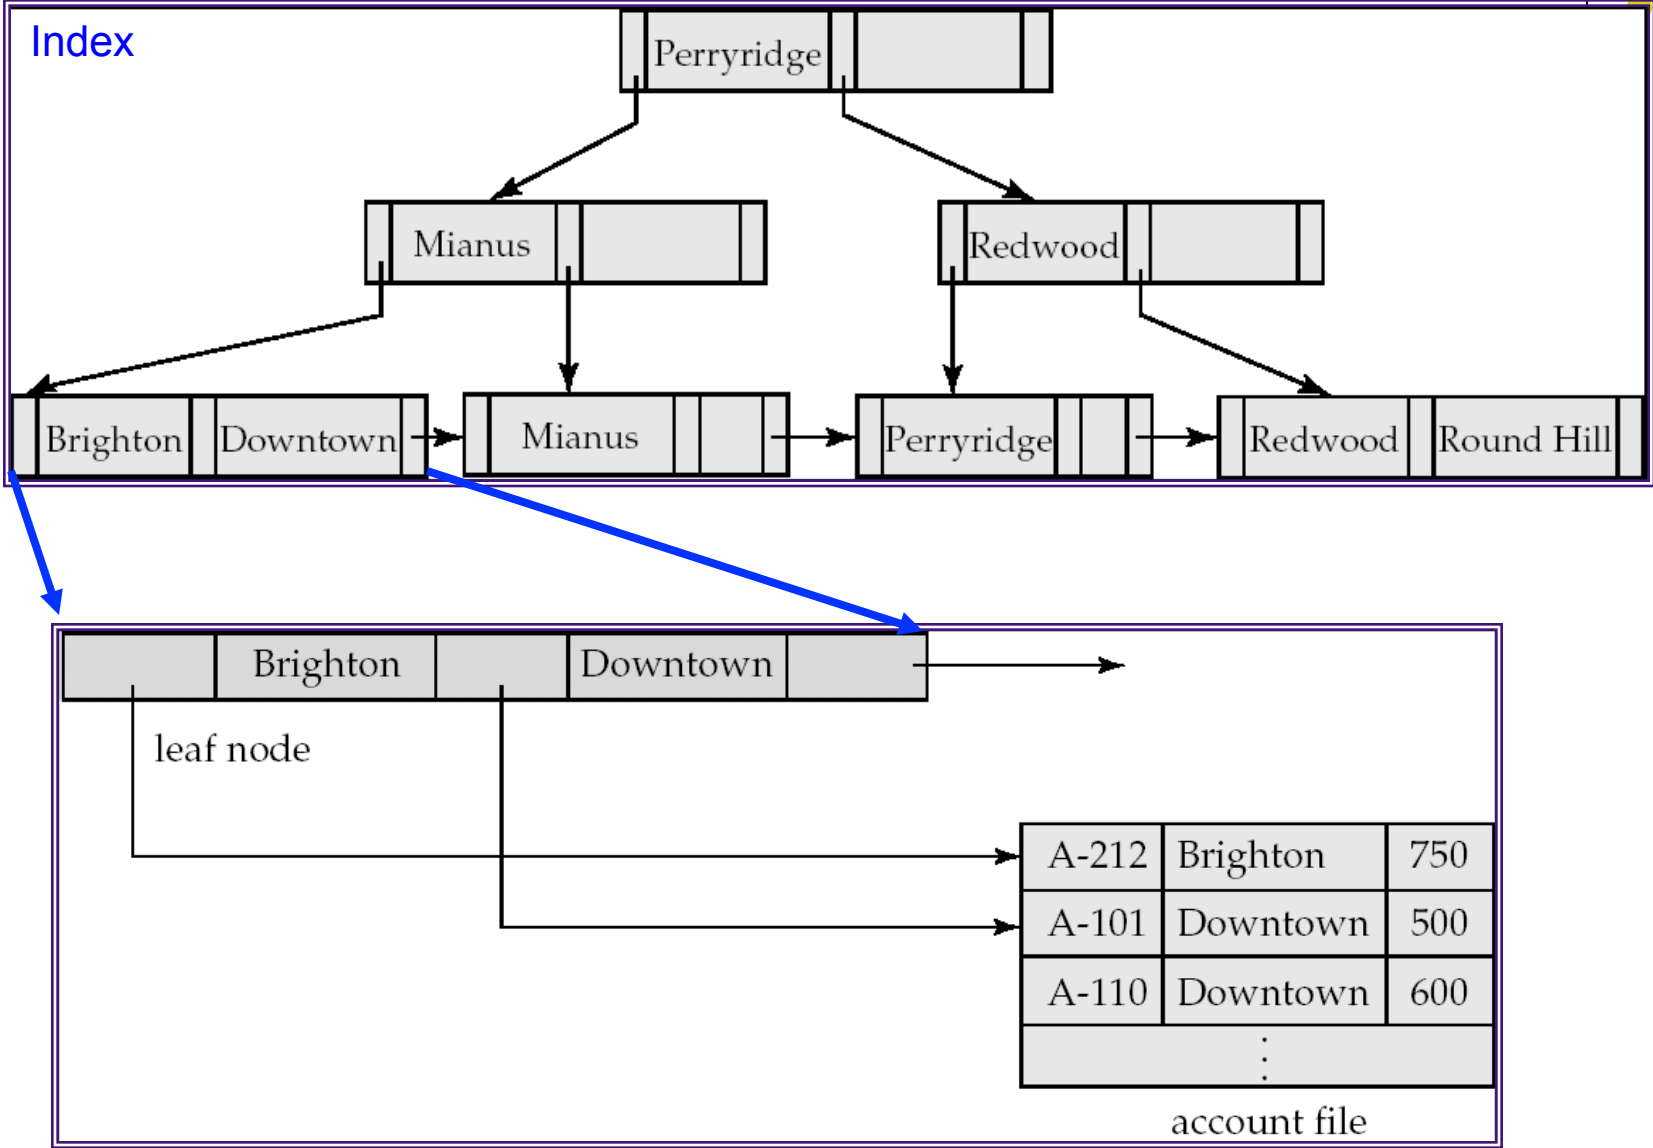 Index
Perryridge
Mianus
Redwood
Brighton Downtown Mianus Perryridge Redwood Round Hill
Brighton Downtown
leaf node
A-212 Brighton 750
A-101 Downtown 500
A-110 Downtown 600
⋮
account file